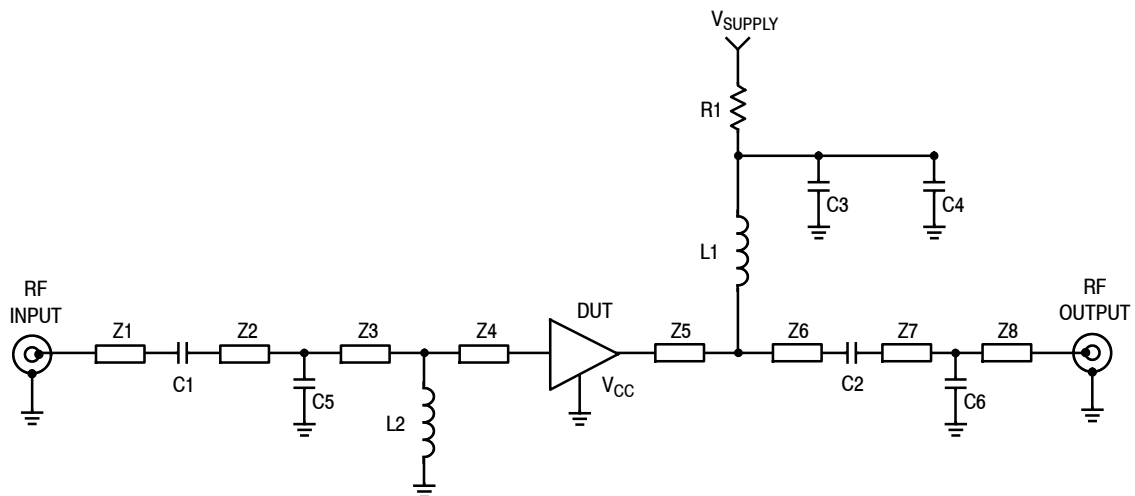 VSUPPLY
R1
C3
C4
L1
RF
INPUT
Z1
C1
Z2
C5
Z3
L2
Z4
DUT
VCC
Z5
Z6
C2
Z7
C6
Z8
RF
OUTPUT